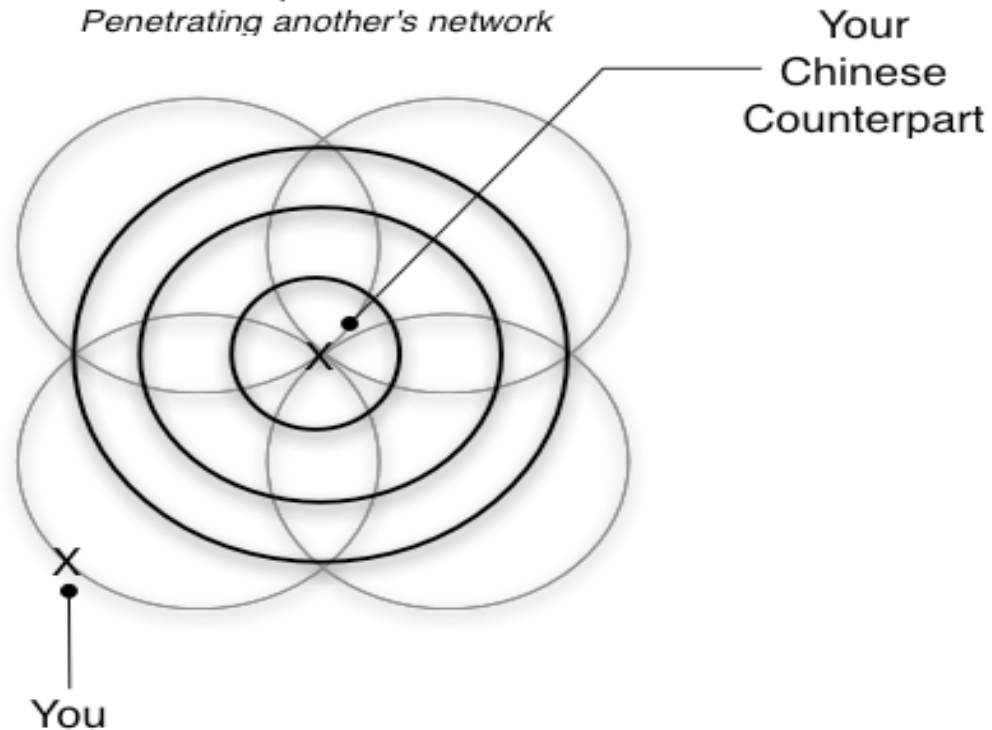 Penetrating another's network
Your
Chinese
Counterpart
X
X
You